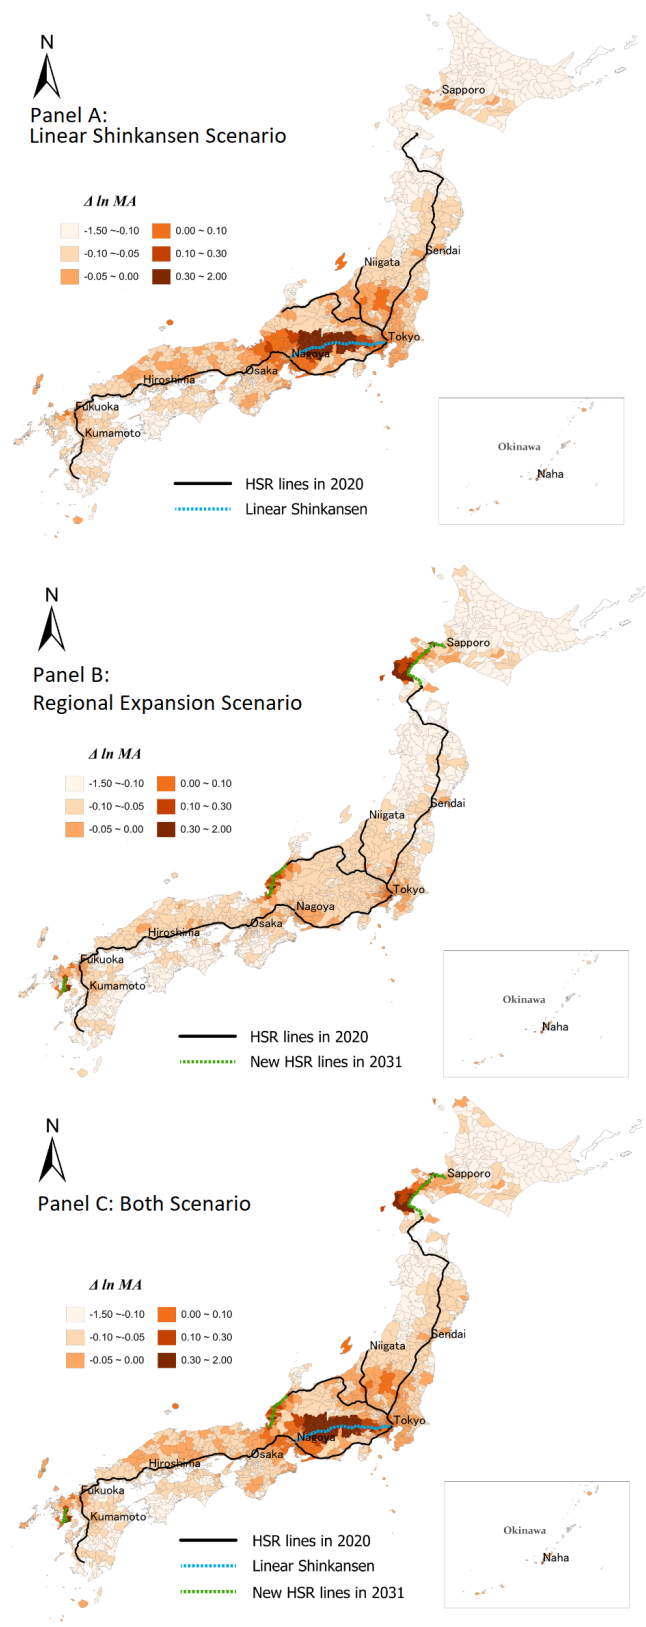 N
Panel A:
Linear Shinkansen Scenario
Sapporo
Δ ln MA
-1.50 ~-0.10
0.00 ~ 0.10
-0.10 ~-0.05
0.10 ~ 0.30
-0.05 ~ 0.00
0.30 ~ 2.00
Sendai
Niigata
Tokyo
Nagoya
Osaka
Hiroshima
Fukuoka
Kumamoto
Okinawa
Naha
HSR lines in 2020
Linear Shinkansen
N
Panel B:
Regional Expansion Scenario
Sapporo
Δ ln MA
-1.50 ~-0.10
0.00 ~ 0.10
-0.10 ~-0.05
0.10 ~ 0.30
-0.05 ~ 0.00
0.30 ~ 2.00
Sendai
Niigata
Tokyo
Nagoya
Osaka
Hiroshima
Fukuoka
Kumamoto
Okinawa
Naha
HSR lines in 2020
New HSR lines in 2031
N
Panel C: Both Scenario
Sapporo
Δ ln MA
-1.50 ~-0.10
0.00 ~ 0.10
-0.10 ~-0.05
0.10 ~ 0.30
-0.05 ~ 0.00
0.30 ~ 2.00
Sendai
Niigata
Tokyo
Nagoya
Osaka
Hiroshima
Fukuoka
Kumamoto
Okinawa
Naha
HSR lines in 2020
Linear Shinkansen
New HSR lines in 2031